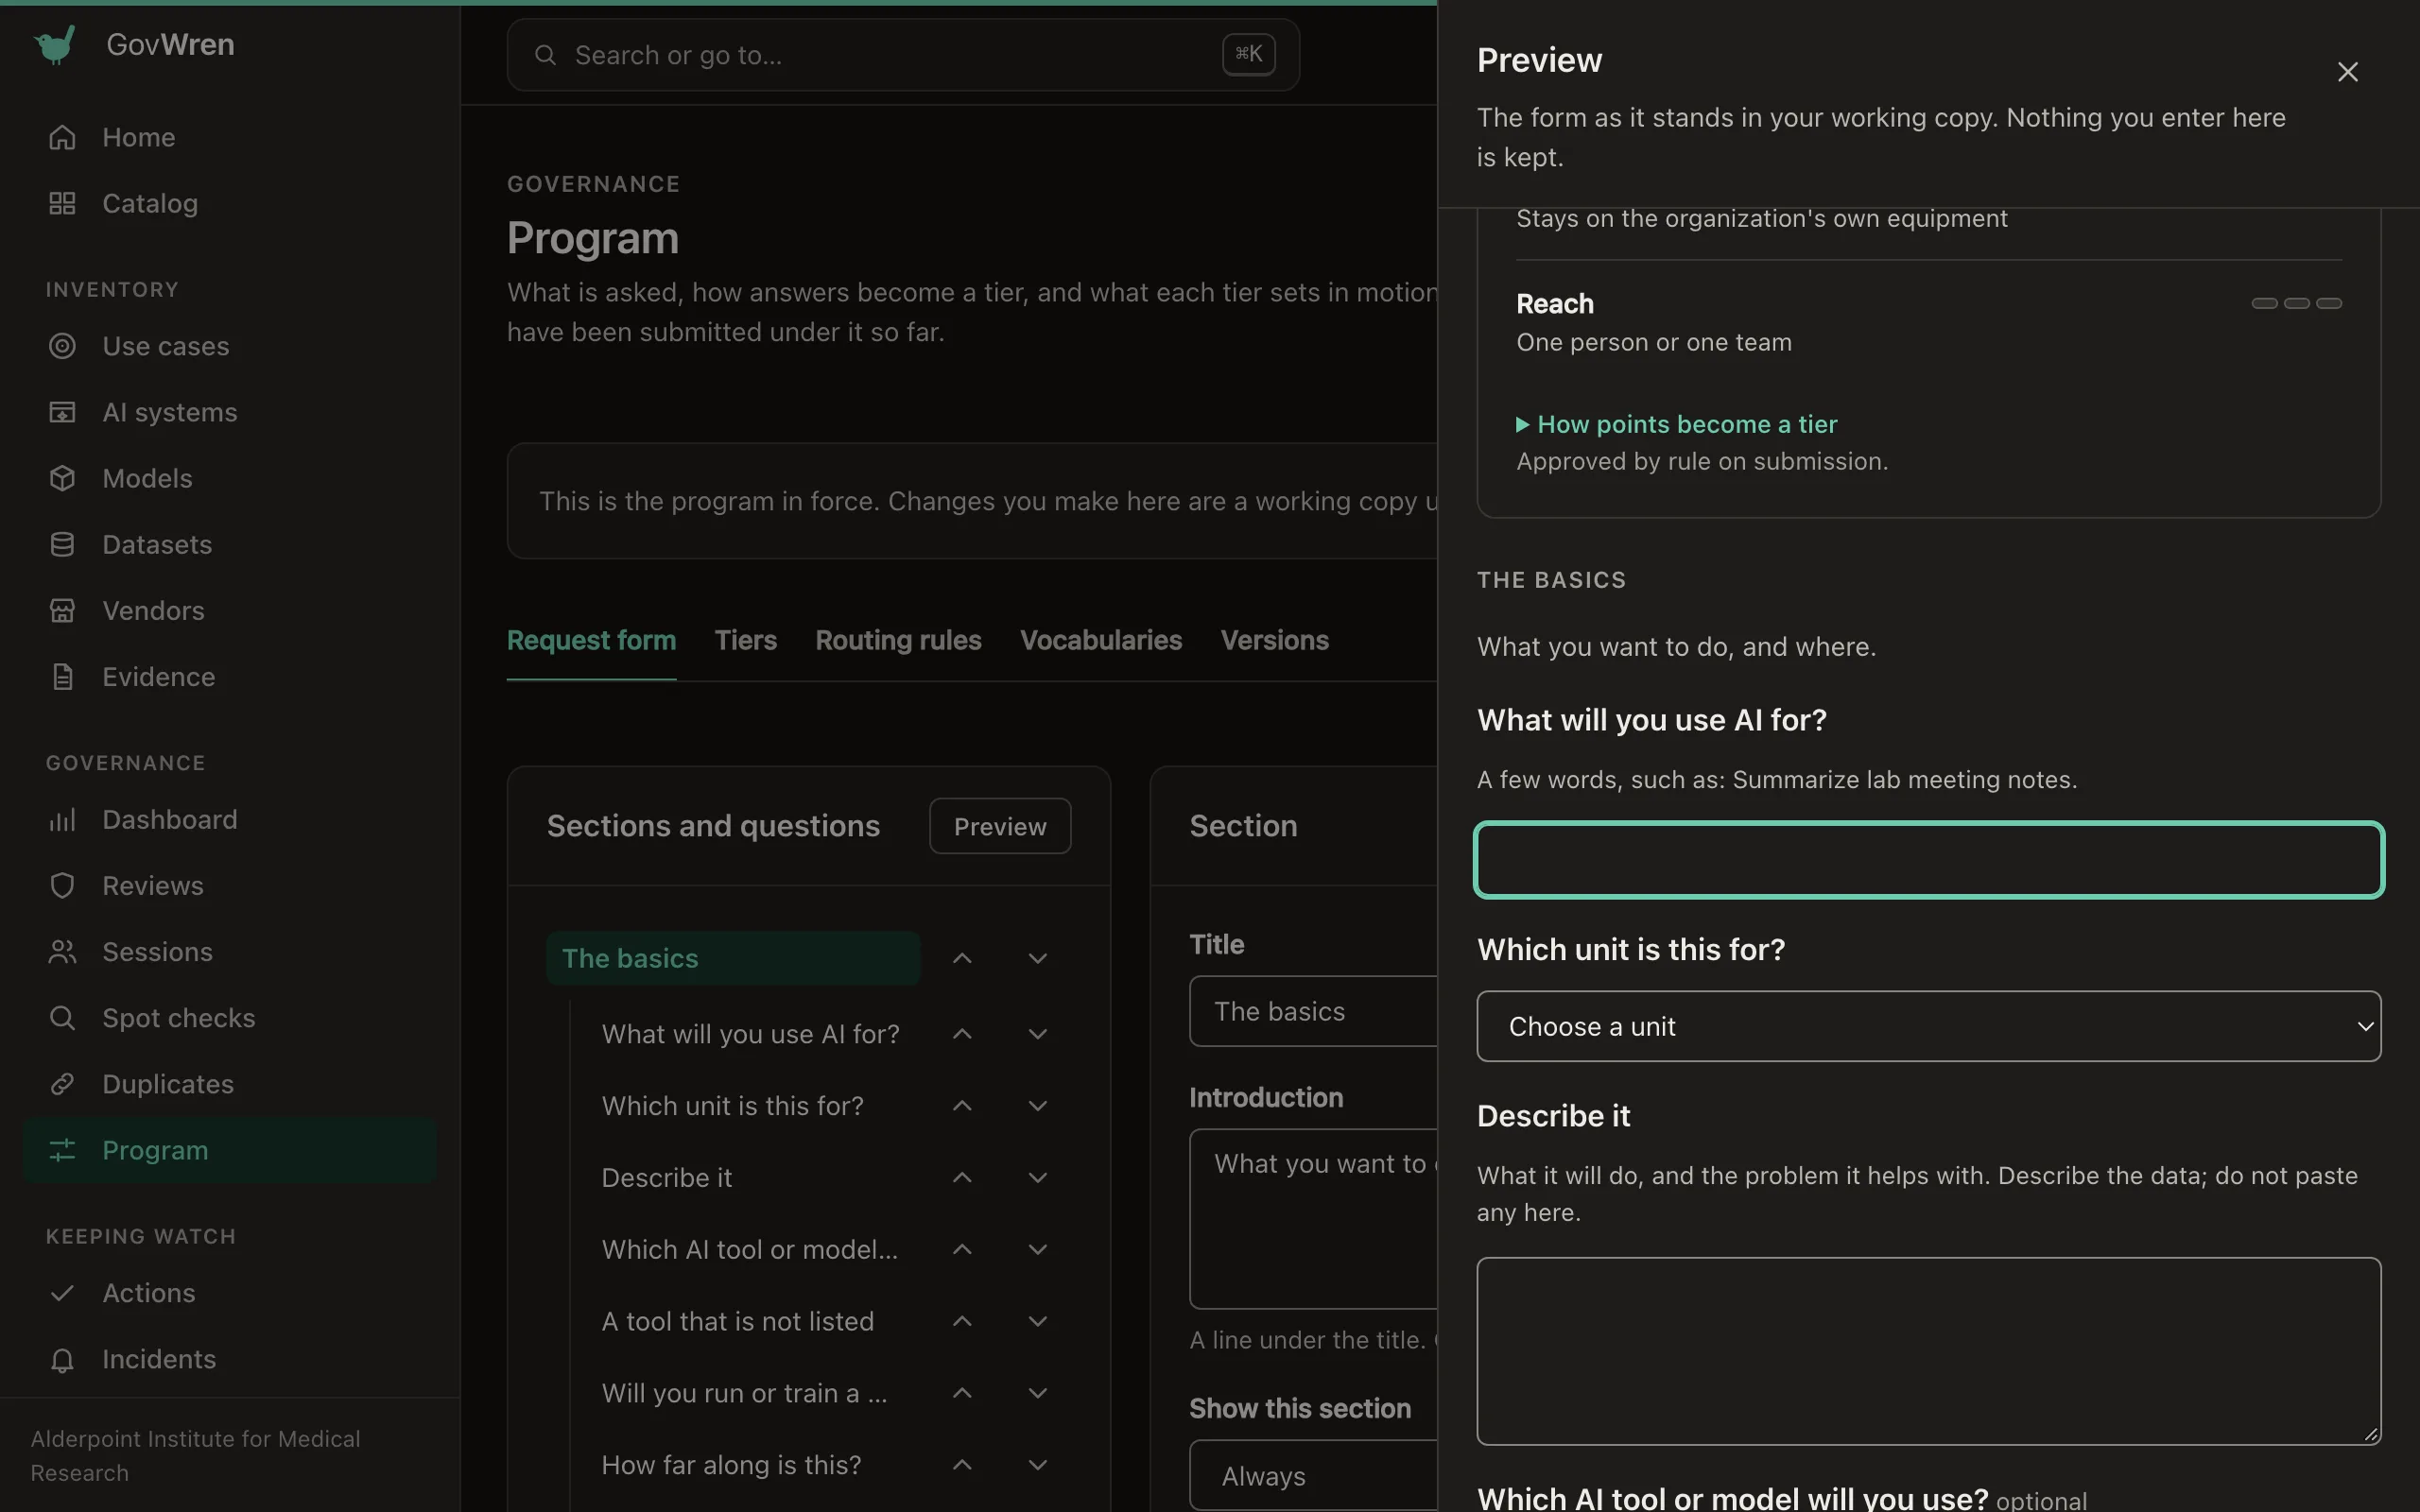 GovWren
Home
Catalog
INVENTORY
Use cases
AI systems
Models
Datasets
Vendors
Evidence
GOVERNANCE
Dashboard
Reviews
Sessions
Spot checks
Duplicates
Program
KEEPING WATCH
Actions
Incidents
Alderpoint Institute for Medical
Research
Search or go to...
⌘K
GOVERNANCE
Program
What is asked, how answers become a tier, and what each tier sets in motion
have been submitted under it so far.
This is the program in force. Changes you make here are a working copy u
Request form
Tiers
Routing rules
Vocabularies
Versions
Sections and questions
Preview
The basics
What will you use AI for?
Which unit is this for?
Describe it
Which AI tool or model...
A tool that is not listed
Will you run or train a ...
How far along is this?
Section
Title
The basics
Introduction
What you want to
A line under the title.
Show this section
Always
Preview
The form as it stands in your working copy. Nothing you enter here
is kept.
Stays on the organization's own equipment
Reach
One person or one team
How points become a tier
Approved by rule on submission.
THE BASICS
What you want to do, and where.
What will you use AI for?
A few words, such as: Summarize lab meeting notes.
Which unit is this for?
Choose a unit
Describe it
What it will do, and the problem it helps with. Describe the data; do not paste
any here.
Which AI tool or model will you use? optional